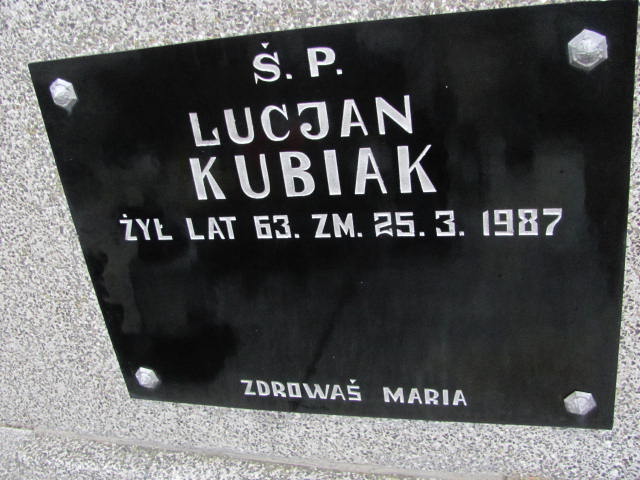 Ś. P.
LUCJAN
KUBIAK
ŻYŁ LAT 63. ZM. 25. 3. 1987
ZDROWAŚ MARIA